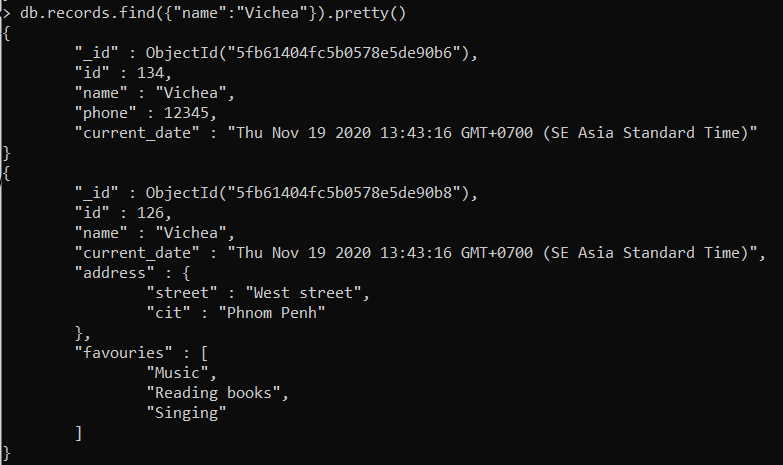 > db.records.find({"name":"Vichea"}).pretty()
{
"_id" : ObjectId("5fb61404fc5b0578e5de90b6"),
"id" : 134,
"name" : "Vichea",
"phone" : 12345,
"current_date" : "Thu Nov 19 2020 13:43:16 GMT+0700 (SE Asia Standard Time)"
}
{
"_id" : ObjectId("5fb61404fc5b0578e5de90b8"),
"id" : 126,
"name" : "Vichea",
"current_date" : "Thu Nov 19 2020 13:43:16 GMT+0700 (SE Asia Standard Time)",
"address" : {
"street" : "West street",
"cit" : "Phnom Penh"
},
"favouries" : [
"Music",
"Reading books",
"Singing"
]
}